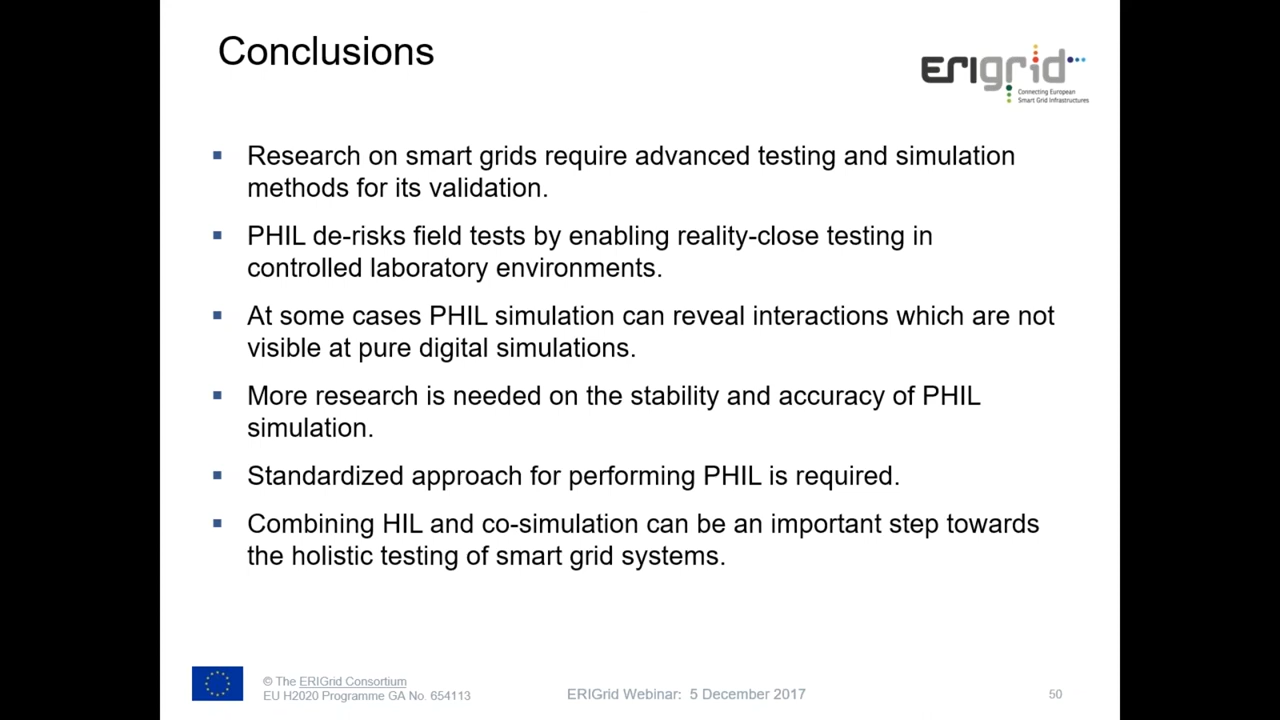 Conclusions
ERIgrid
Connecting European
Smart Grid Infrastructures
▪ Research on smart grids require advanced testing and simulation
methods for its validation.
▪ PHIL de-risks field tests by enabling reality-close testing in
controlled laboratory environments.
▪ At some cases PHIL simulation can reveal interactions which are not
visible at pure digital simulations.
▪ More research is needed on the stability and accuracy of PHIL
simulation.
▪ Standardized approach for performing PHIL is required.
▪ Combining HIL and co-simulation can be an important step towards
the holistic testing of smart grid systems.
© The ERIGrid Consortium
EU H2020 Programme GA No. 654113
ERIGrid Webinar: 5 December 2017
50